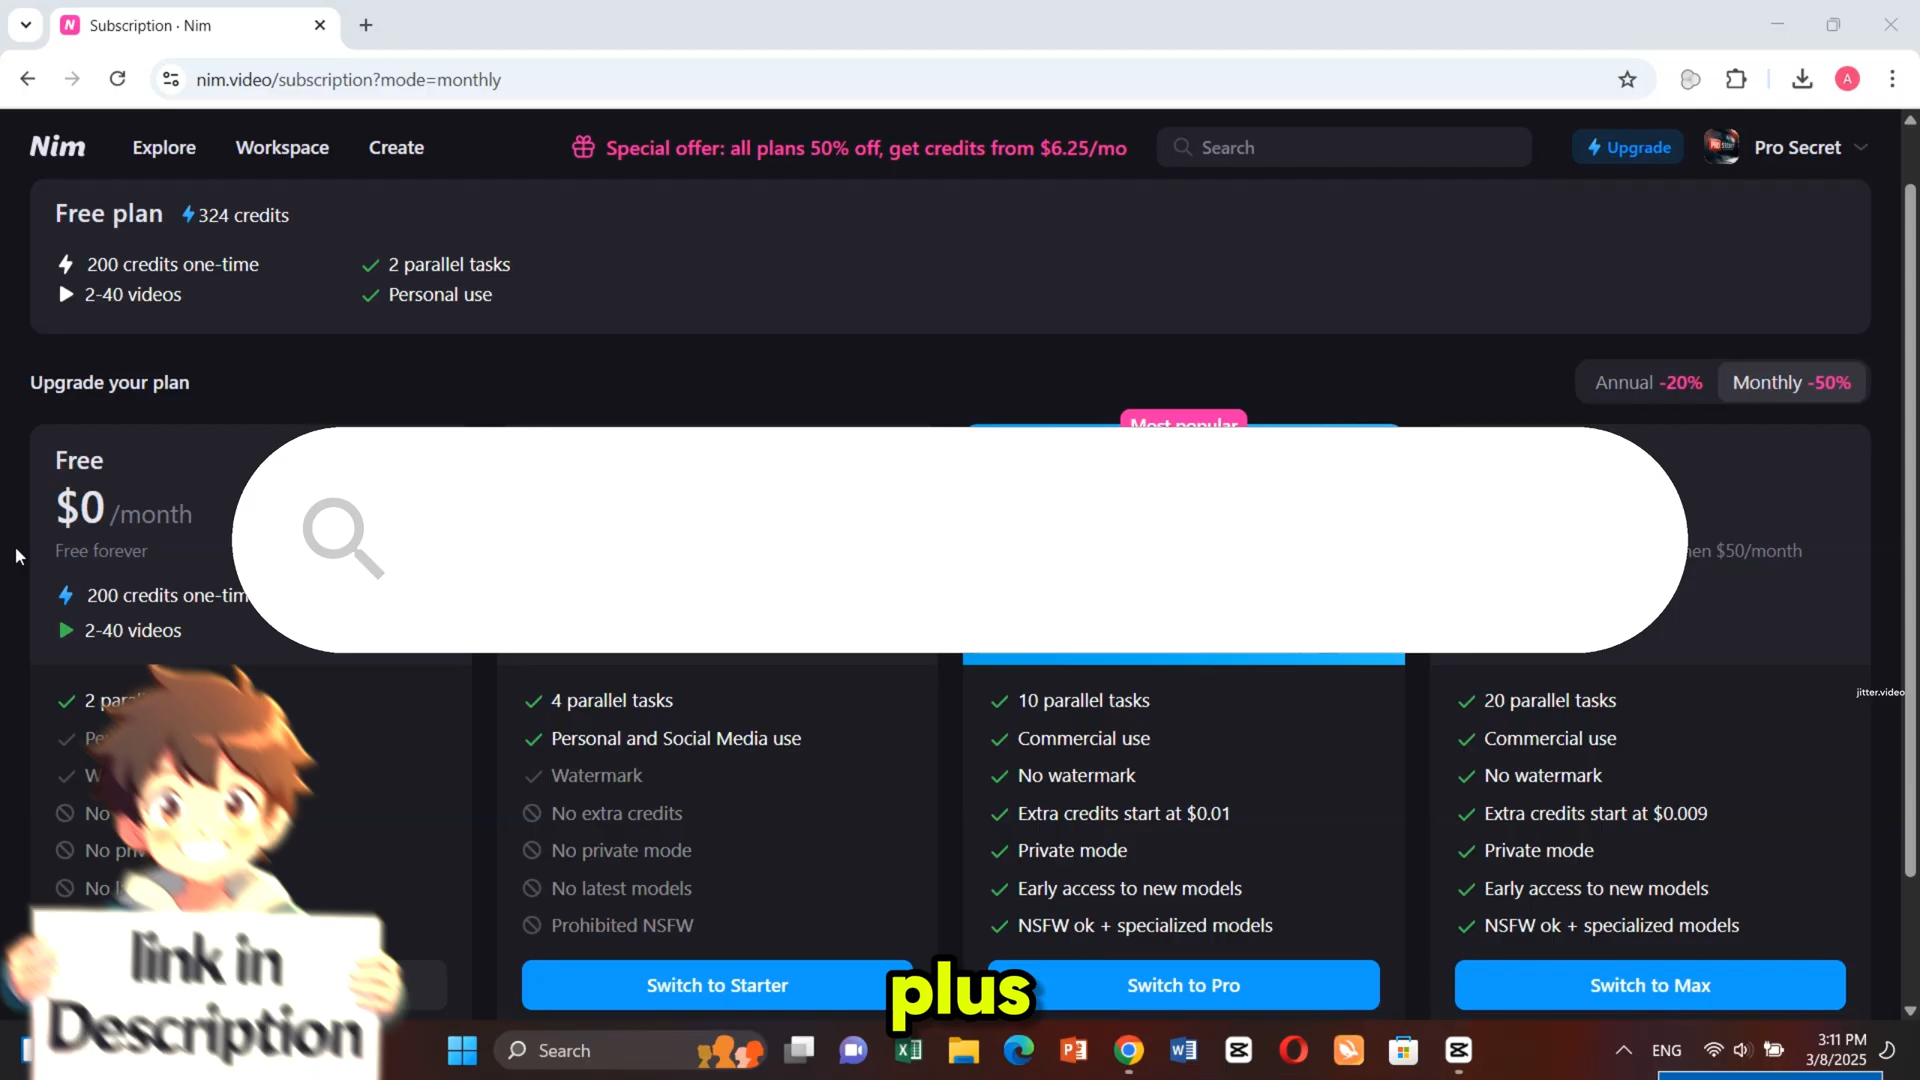 Subscription · Nim
nim.video/subscription?mode=monthly
A
Nim
Explore
Workspace
Create
Special offer: all plans 50% off, get credits from $6.25/mo
Search
Upgrade
Pro Secret
Free plan
324 credits
200 credits one-time
2 parallel tasks
2-40 videos
Personal use
Upgrade your plan
Annual -20%
Monthly -50%
Most popular
Free
$0 /month
Free forever
200 credits one-tim
2-40 videos
en $50/month
2 par
4 parallel tasks
Personal and Social Media use
Watermark
No extra credits
No private mode
No latest models
Prohibited NSFW
Switch to Starter
10 parallel tasks
Commercial use
No watermark
Extra credits start at $0.01
Private mode
Early access to new models
NSFW ok + specialized models
Switch to Pro
20 parallel tasks
Commercial use
No watermark
Extra credits start at $0.009
Private mode
Early access to new models
NSFW ok + specialized models
Switch to Max
jitter.video
No
No pri
No l
link in
Description
plus
Search
ENG
3:11 PM
3/8/2025